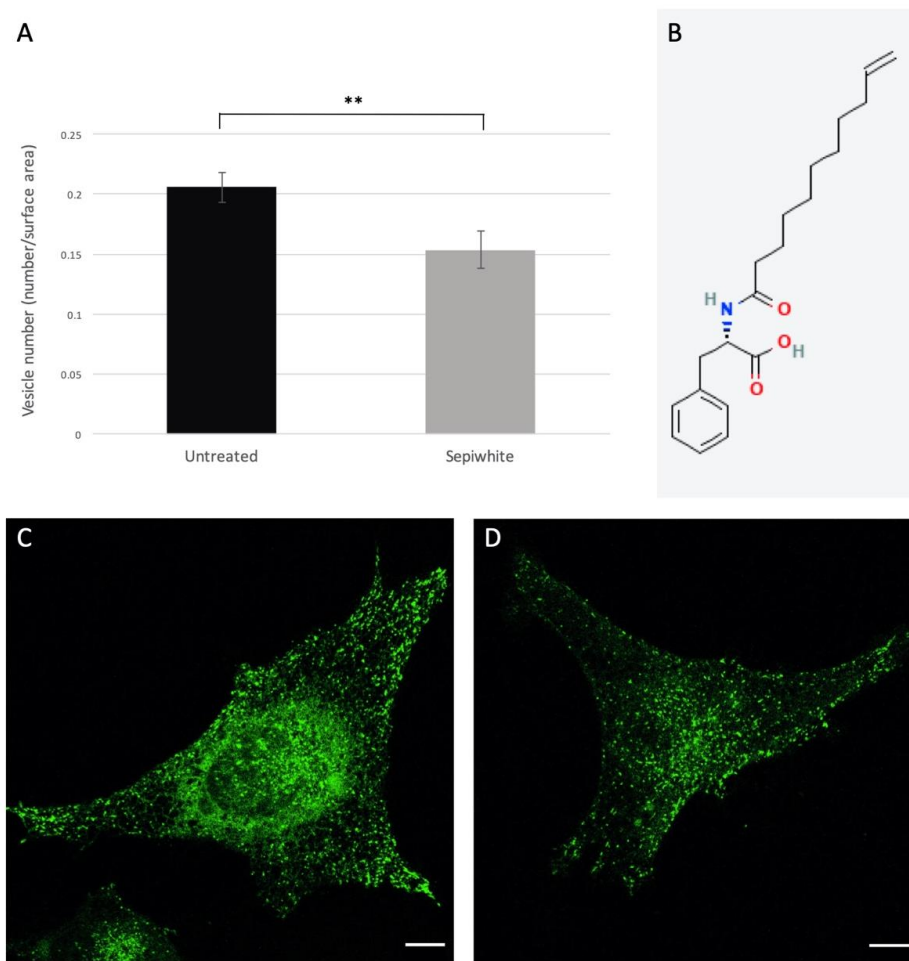 A
B
**
0.25
0.2
0.15
0.1
0.05
0
Vesicle number (number/surface area)
Untreated
Sepiwhite
H
N
O
O
H
O
C
D